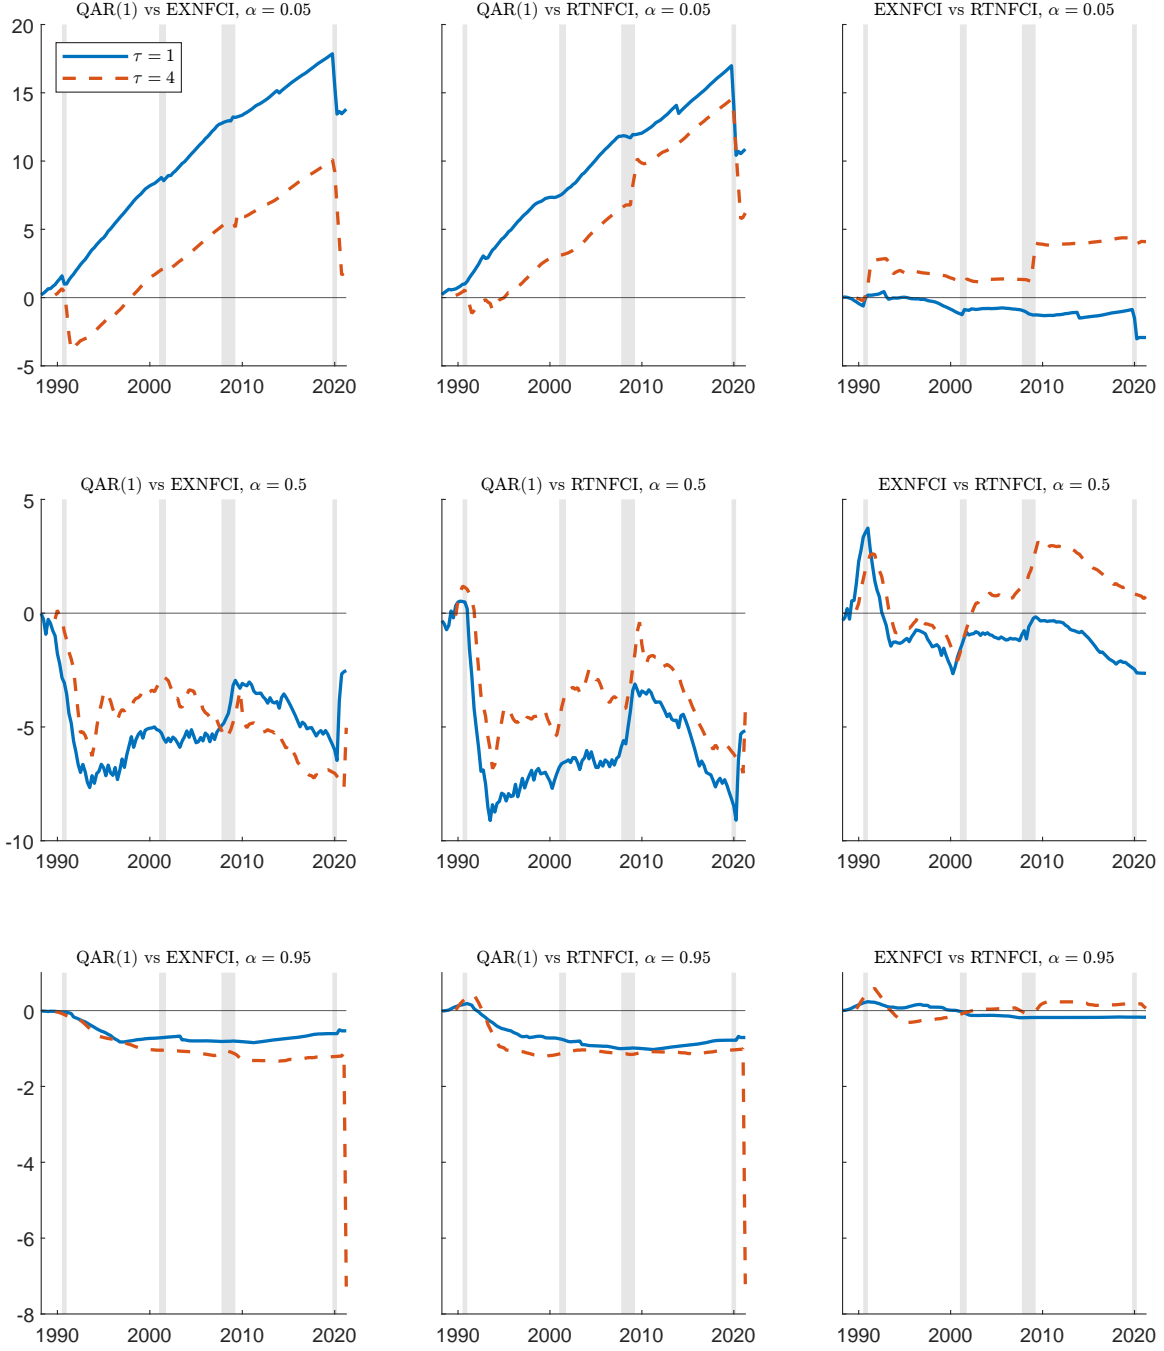 QAR(1) vs EXNFCI, α = 0.05
QAR(1) vs RTNFCI, α = 0.05
EXNFCI vs RTNFCI, α = 0.05
20
15
10
5
0
-5
τ = 1
τ = 4
1990 2000 2010 2020
1990 2000 2010 2020
1990 2000 2010 2020
QAR(1) vs EXNFCI, α = 0.5
QAR(1) vs RTNFCI, α = 0.5
EXNFCI vs RTNFCI, α = 0.5
5
0
-5
-10
1990 2000 2010 2020
1990 2000 2010 2020
1990 2000 2010 2020
QAR(1) vs EXNFCI, α = 0.95
QAR(1) vs RTNFCI, α = 0.95
EXNFCI vs RTNFCI, α = 0.95
0
-2
-4
-6
-8
1990 2000 2010 2020
1990 2000 2010 2020
1990 2000 2010 2020